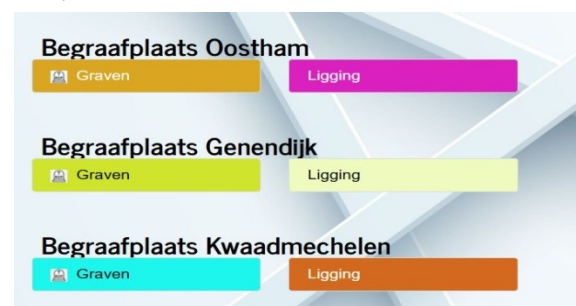 Begraafplaats Oostham
Graven Ligging
Begraafplaats Genendijk
Graven Ligging
Begraafplaats Kwaadmechelen
Graven Ligging